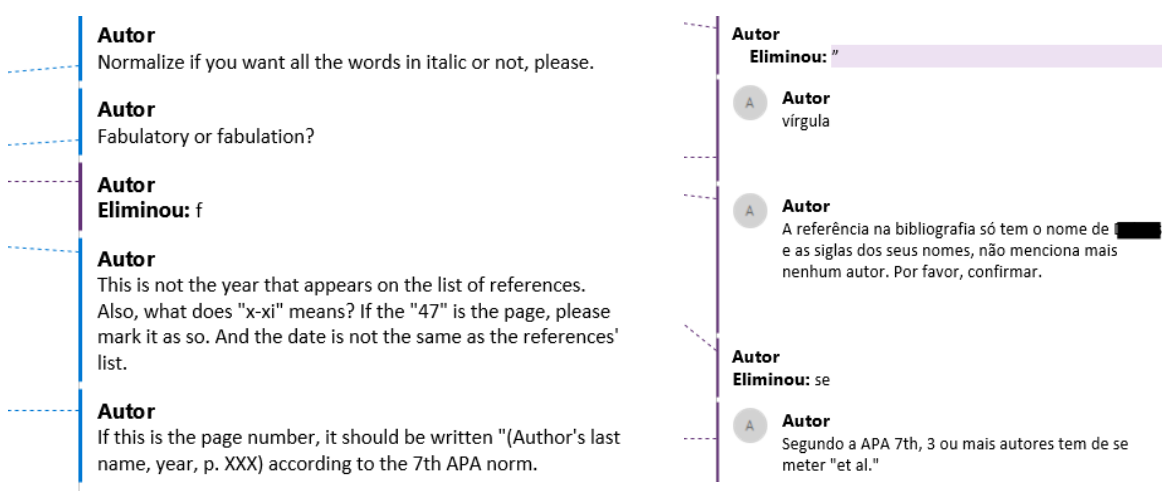 Autor
Normalize if you want all the words in italic or not, please.
Autor
Fabulatory or fabulation?
Autor
Eliminou: f
Autor
This is not the year that appears on the list of references.
Also, what does "x-xi" means? If the "47" is the page, please
mark it as so. And the date is not the same as the references'
list.
Autor
If this is the page number, it should be written "(Author's last
name, year, p. XXX) according to the 7th APA norm.
Autor
Eliminou: "
A
Autor
vírgula
A
Autor
A referência na bibliografia só tem o nome de
e as siglas dos seus nomes, não menciona mais
nenhum autor. Por favor, confirmar.
Autor
Eliminou: se
A
Autor
Segundo a APA 7th, 3 ou mais autores tem de se
meter "et al."